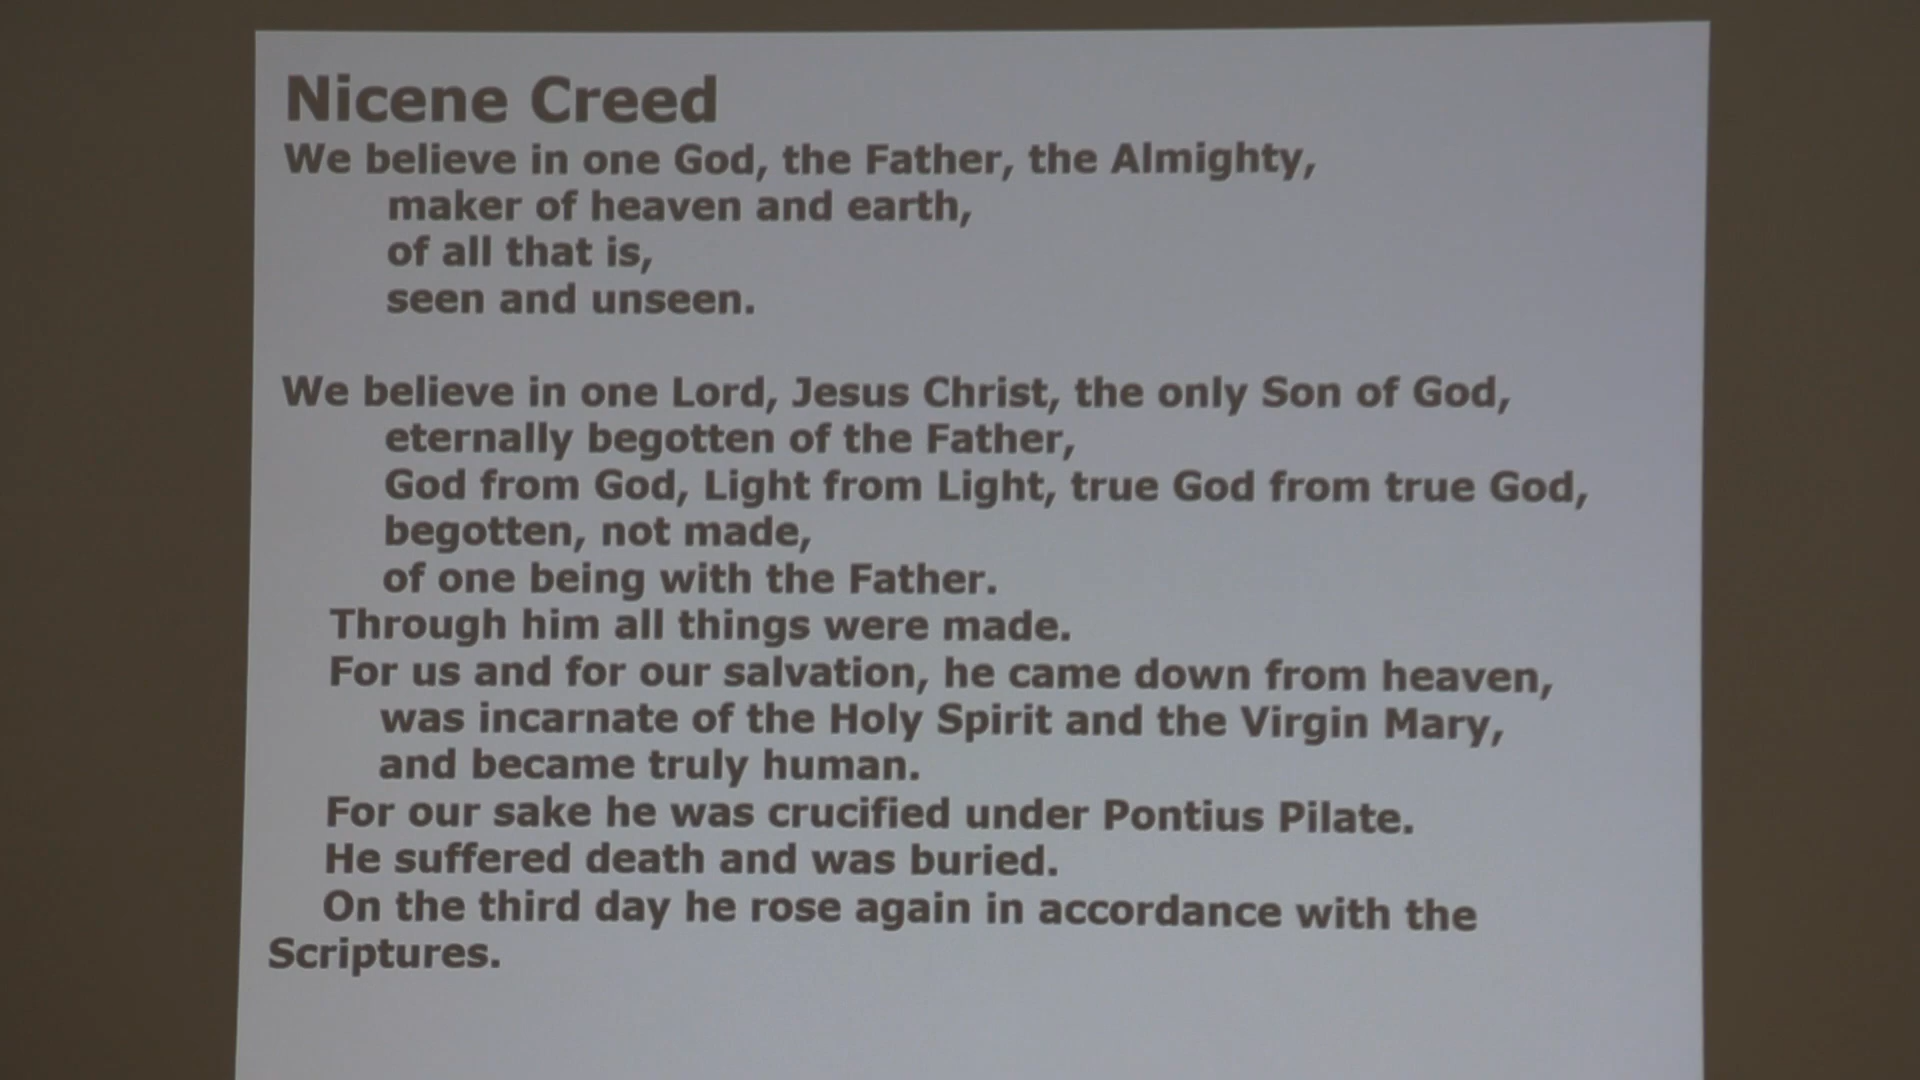 Nicene Creed
We believe in one God, the Father, the Almighty,
maker of heaven and earth,
of all that is,
seen and unseen.
We believe in one Lord, Jesus Christ, the only Son of God,
eternally begotten of the Father,
God from God, Light from Light, true God from true God,
begotten, not made,
of one being with the Father.
Through him all things were made.
For us and for our salvation, he came down from heaven,
was incarnate of the Holy Spirit and the Virgin Mary,
and became truly human.
For our sake he was crucified under Pontius Pilate.
He suffered death and was buried.
On the third day he rose again in accordance with the
Scriptures.